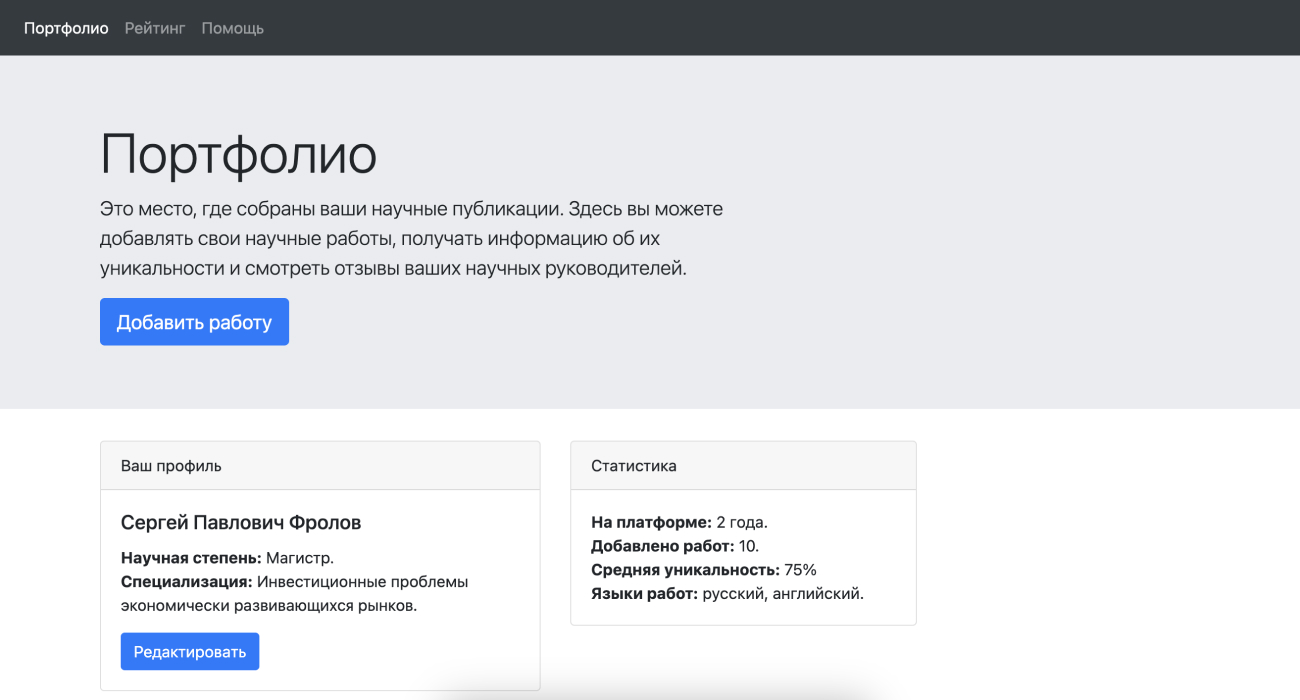 Портфолио Рейтинг Помощь
Портфолио
Это место, где собраны ваши научные публикации. Здесь вы можете
добавлять свои научные работы, получать информацию об их
уникальности и смотреть отзывы ваших научных руководителей.
Добавить работу
Ваш профиль
Сергей Павлович Фролов
Научная степень: Магистр.
Специализация: Инвестиционные проблемы
экономически развивающихся рынков.
Редактировать
Статистика
На платформе: 2 года.
Добавлено работ: 10.
Средняя уникальность: 75%
Языки работ: русский, английский.